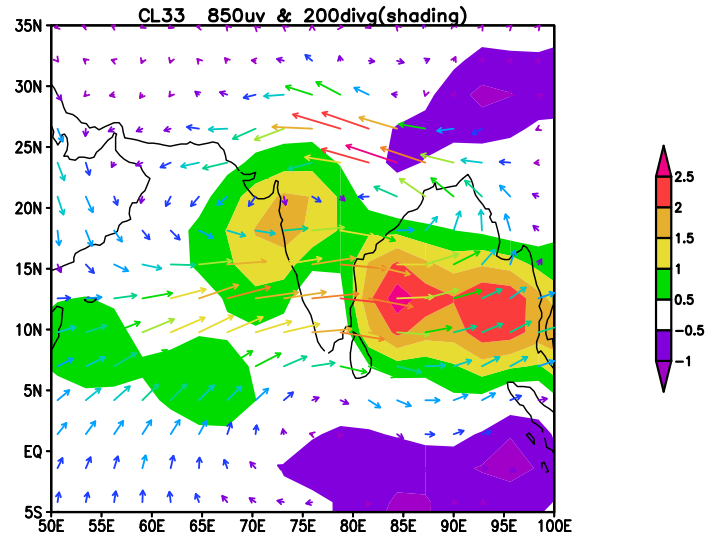 CL33 850uv & 200divg(shading)
35N
30N
25N
20N
15N
10N
5N
EQ
5S
50E 55E 60E 65E 70E 75E 80E 85E 90E 95E 100E
2.5
2
1.5
1
0.5
-0.5
-1